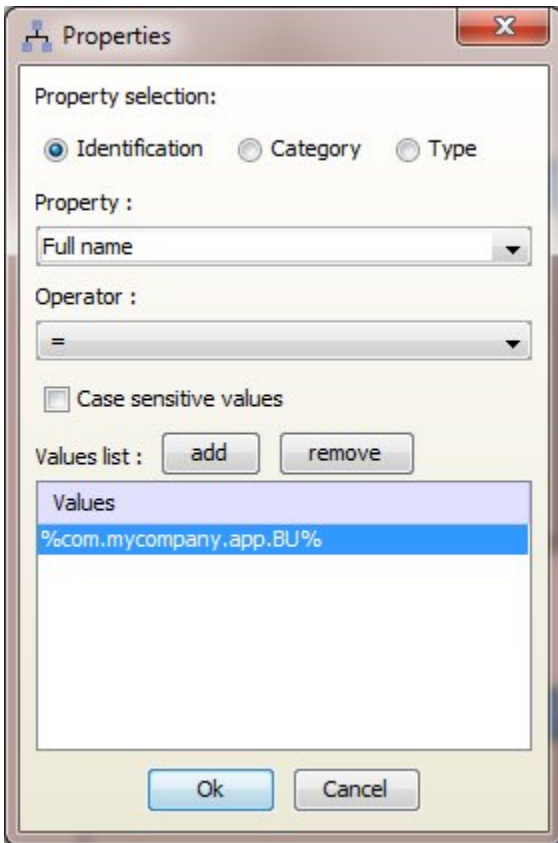 Properties
Property selection:
Identification Category Type
Property :
Full name
Operator :
=
Case sensitive values
Values list : add remove
Values
%com.mycompany.app.BU%
Ok Cancel